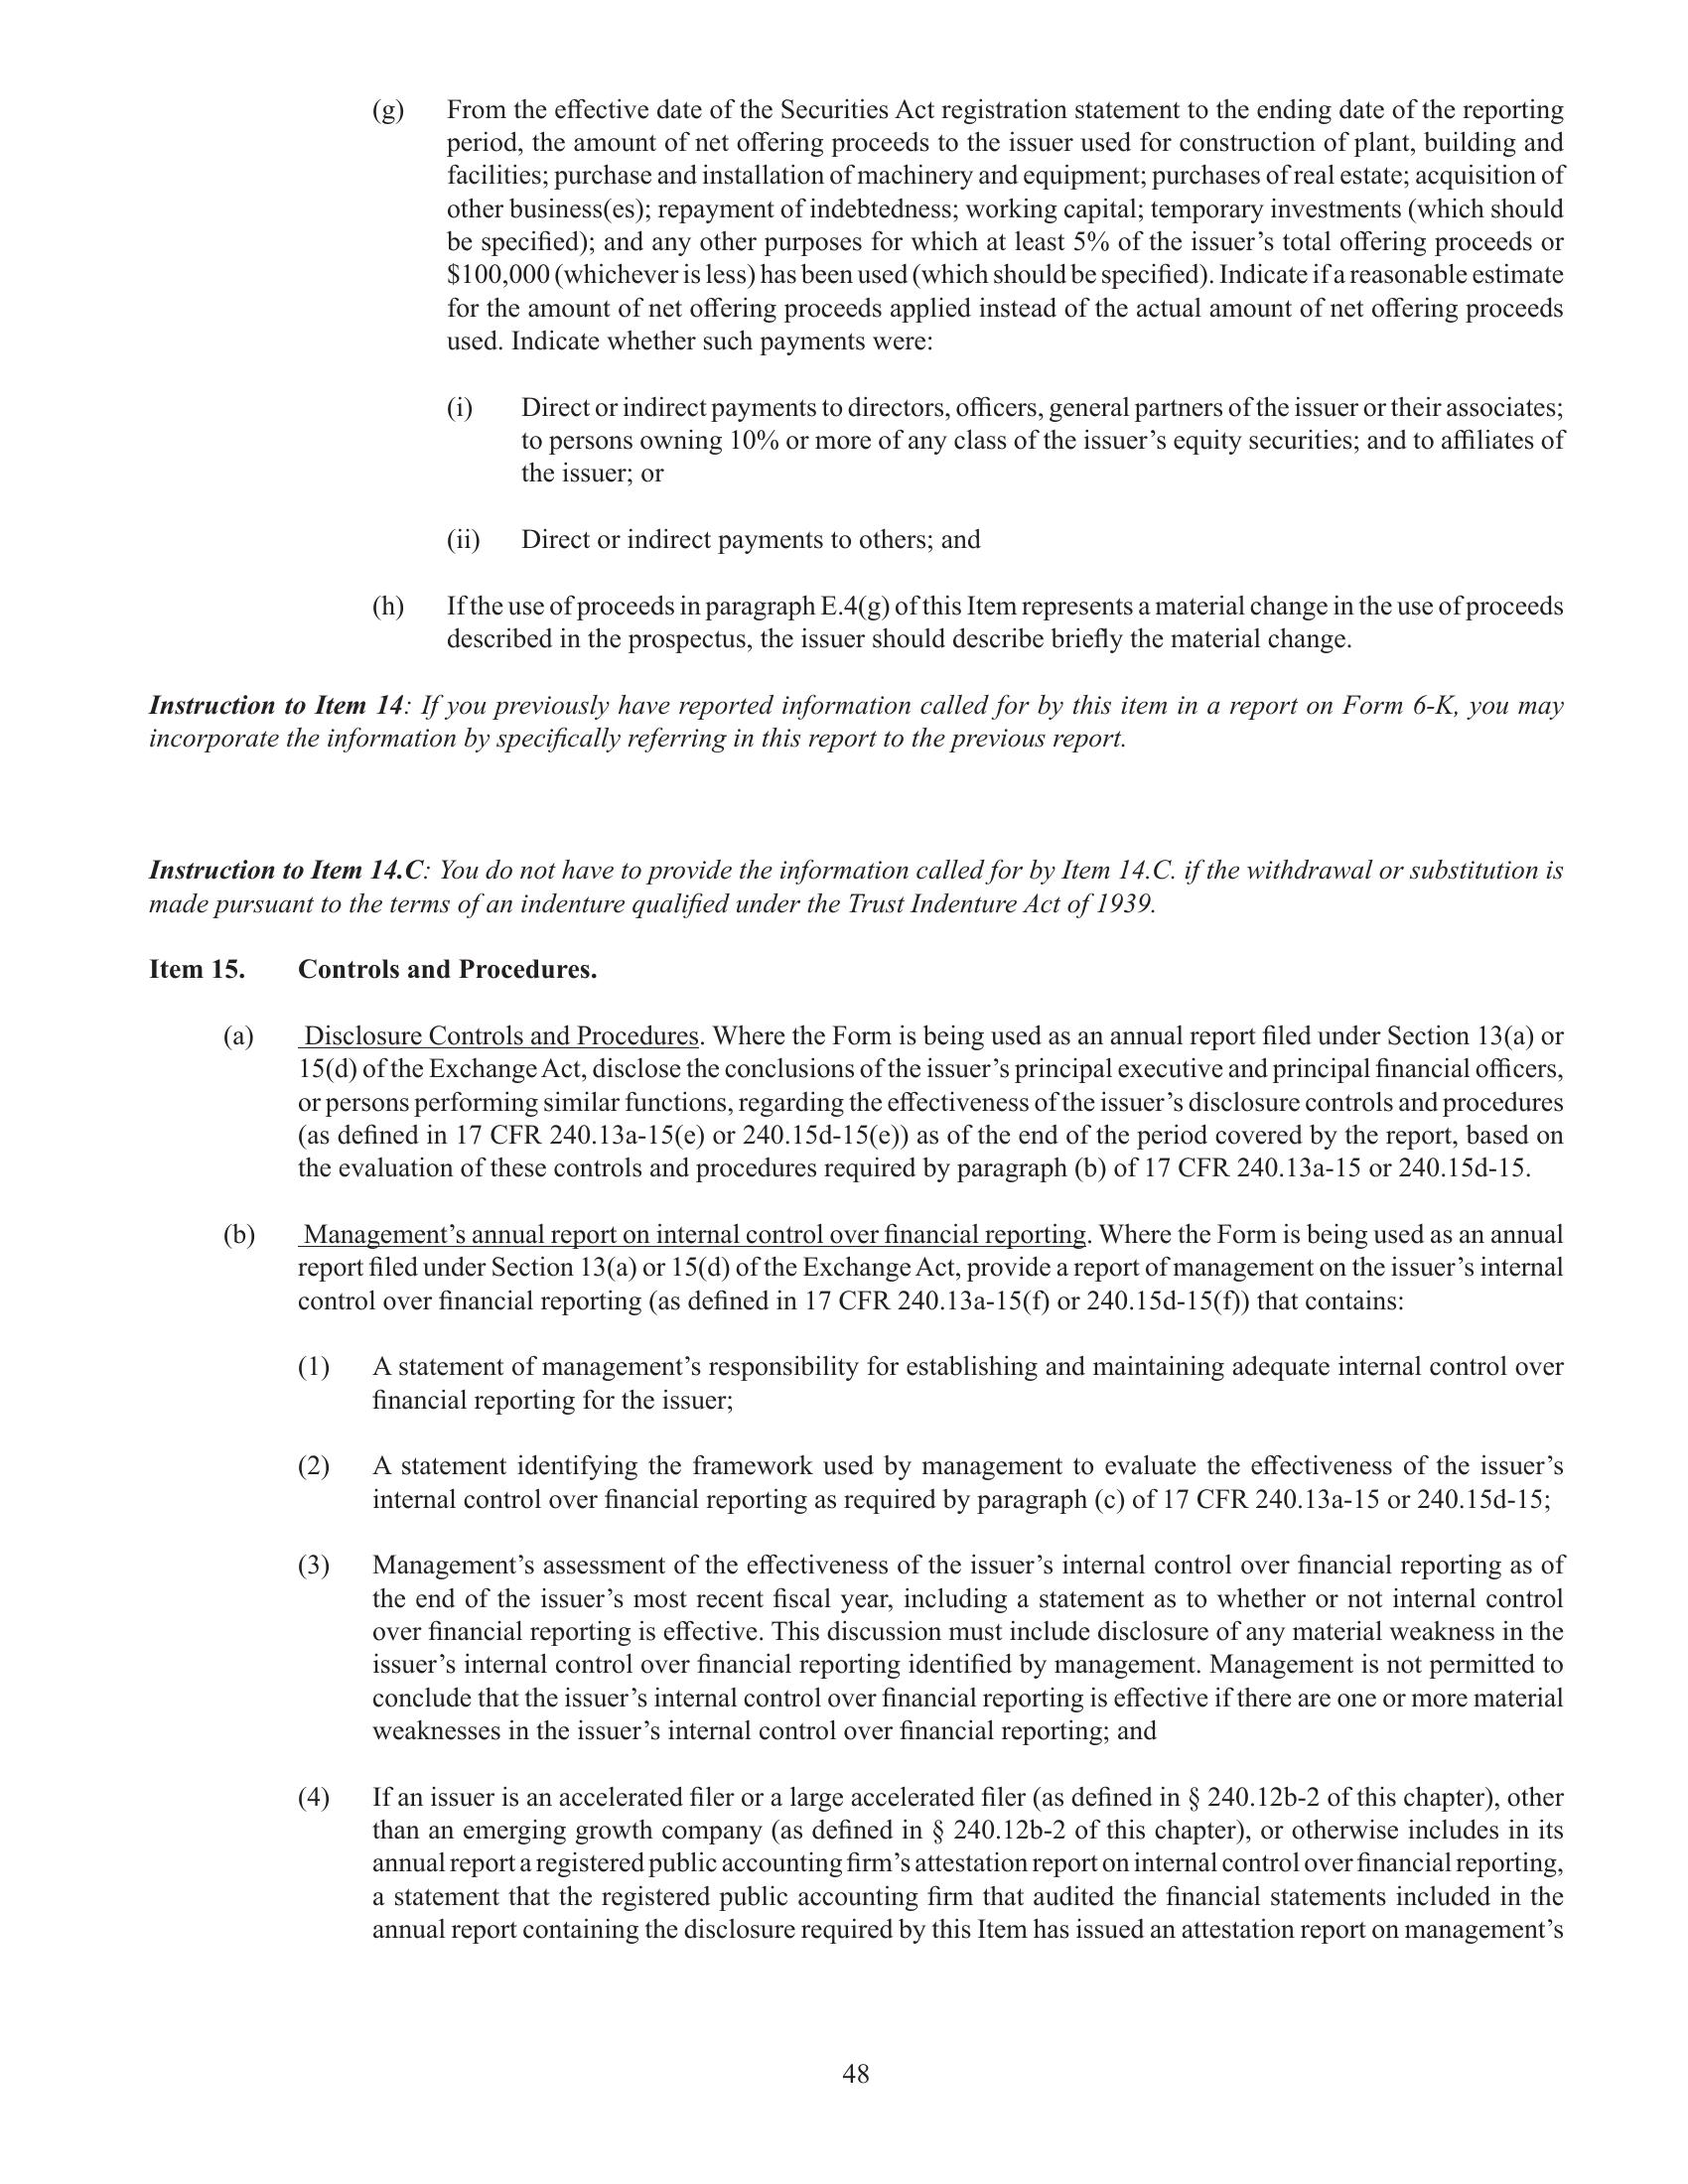 (g) From the effective date of the Securities Act registration statement to the ending date of the reporting
period, the amount of net offering proceeds to the issuer used for construction of plant, building and
facilities; purchase and installation of machinery and equipment; purchases of real estate; acquisition of
other business(es); repayment of indebtedness; working capital; temporary investments (which should
be specified); and any other purposes for which at least 5% of the issuer’s total offering proceeds or
$100,000 (whichever is less) has been used (which should be specified). Indicate if a reasonable estimate
for the amount of net offering proceeds applied instead of the actual amount of net offering proceeds
used. Indicate whether such payments were:
(i) Direct or indirect payments to directors, officers, general partners of the issuer or their associates;
to persons owning 10% or more of any class of the issuer’s equity securities; and to affiliates of
the issuer; or
(ii) Direct or indirect payments to others; and
(h) If the use of proceeds in paragraph E.4(g) of this Item represents a material change in the use of proceeds
described in the prospectus, the issuer should describe briefly the material change.
Instruction to Item 14: If you previously have reported information called for by this item in a report on Form 6-K, you may
incorporate the information by specifically referring in this report to the previous report.
Instruction to Item 14.C: You do not have to provide the information called for by Item 14.C. if the withdrawal or substitution is
made pursuant to the terms of an indenture qualified under the Trust Indenture Act of 1939.
Item 15. Controls and Procedures.
(a) Disclosure Controls and Procedures. Where the Form is being used as an annual report filed under Section 13(a) or
15(d) of the Exchange Act, disclose the conclusions of the issuer’s principal executive and principal financial officers,
or persons performing similar functions, regarding the effectiveness of the issuer’s disclosure controls and procedures
(as defined in 17 CFR 240.13a-15(e) or 240.15d-15(e)) as of the end of the period covered by the report, based on
the evaluation of these controls and procedures required by paragraph (b) of 17 CFR 240.13a-15 or 240.15d-15.
(b) Management’s annual report on internal control over financial reporting. Where the Form is being used as an annual
report filed under Section 13(a) or 15(d) of the Exchange Act, provide a report of management on the issuer’s internal
control over financial reporting (as defined in 17 CFR 240.13a-15(f) or 240.15d-15(f)) that contains:
(1) A statement of management’s responsibility for establishing and maintaining adequate internal control over
financial reporting for the issuer;
(2) A statement identifying the framework used by management to evaluate the effectiveness of the issuer’s
internal control over financial reporting as required by paragraph (c) of 17 CFR 240.13a-15 or 240.15d-15;
(3) Management’s assessment of the effectiveness of the issuer’s internal control over financial reporting as of
the end of the issuer’s most recent fiscal year, including a statement as to whether or not internal control
over financial reporting is effective. This discussion must include disclosure of any material weakness in the
issuer’s internal control over financial reporting identified by management. Management is not permitted to
conclude that the issuer’s internal control over financial reporting is effective if there are one or more material
weaknesses in the issuer’s internal control over financial reporting; and
(4) If an issuer is an accelerated filer or a large accelerated filer (as defined in § 240.12b-2 of this chapter), other
than an emerging growth company (as defined in § 240.12b-2 of this chapter), or otherwise includes in its
annual report a registered public accounting firm’s attestation report on internal control over financial reporting,
a statement that the registered public accounting firm that audited the financial statements included in the
annual report containing the disclosure required by this Item has issued an attestation report on management’s
48